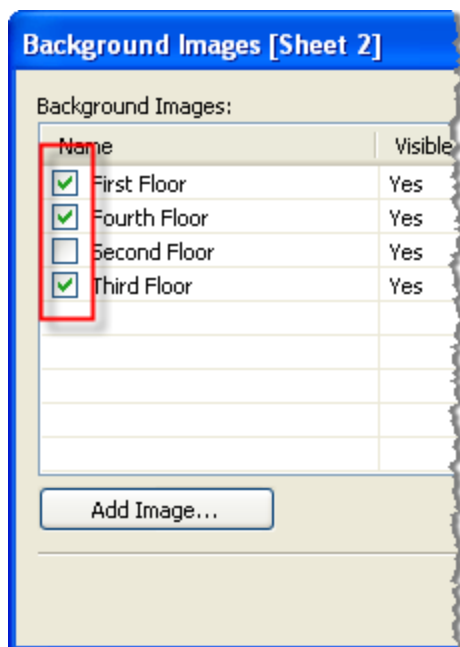 Background Images [Sheet 2]
Background Images:
Name Visible
First Floor Yes
Fourth Floor Yes
Second Floor Yes
Third Floor Yes
Add Image...